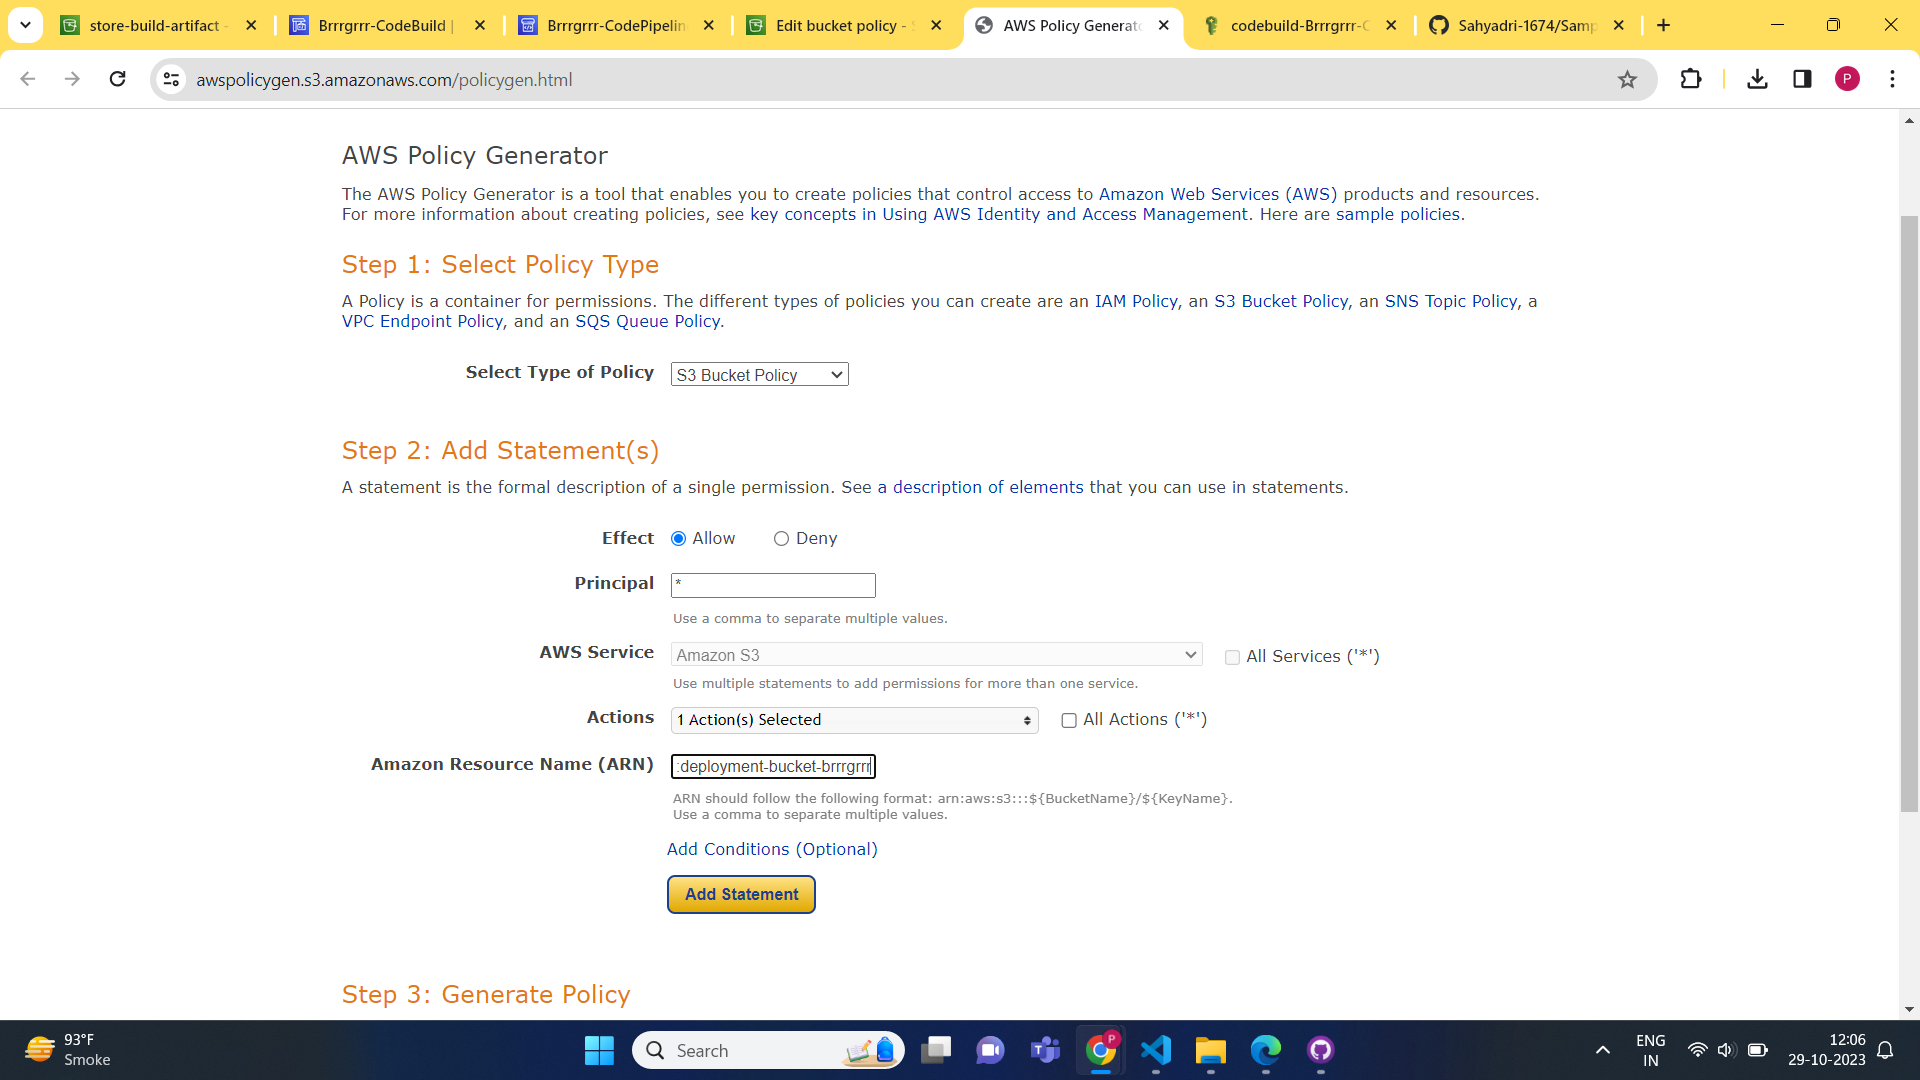 store-build-artifact -
Brrrgrrr-CodeBuild |
Brrrgrrr-CodePipelin
Edit bucket policy - S
AWS Policy Generato
codebuild-Brrrgrrr-C
Sahyadri-1674/Samp
awspolicygen.s3.amazonaws.com/policygen.html
P
AWS Policy Generator
The AWS Policy Generator is a tool that enables you to create policies that control access to Amazon Web Services (AWS) products and resources.
For more information about creating policies, see key concepts in Using AWS Identity and Access Management. Here are sample policies.
Step 1: Select Policy Type
A Policy is a container for permissions. The different types of policies you can create are an IAM Policy, an S3 Bucket Policy, an SNS Topic Policy, a
VPC Endpoint Policy, and an SQS Queue Policy.
Select Type of Policy S3 Bucket Policy
Step 2: Add Statement(s)
A statement is the formal description of a single permission. See a description of elements that you can use in statements.
Effect Allow Deny
Principal *
Use a comma to separate multiple values.
AWS Service Amazon S3 All Services ('*')
Use multiple statements to add permissions for more than one service.
Actions 1 Action(s) Selected All Actions ('*')
Amazon Resource Name (ARN) :deployment-bucket-brrrgrrr
ARN should follow the following format: arn:aws:s3:::${BucketName}/${KeyName}.
Use a comma to separate multiple values.
Add Conditions (Optional)
Add Statement
Step 3: Generate Policy
93°F
Smoke
Search
P
ENG
IN
12:06
29-10-2023